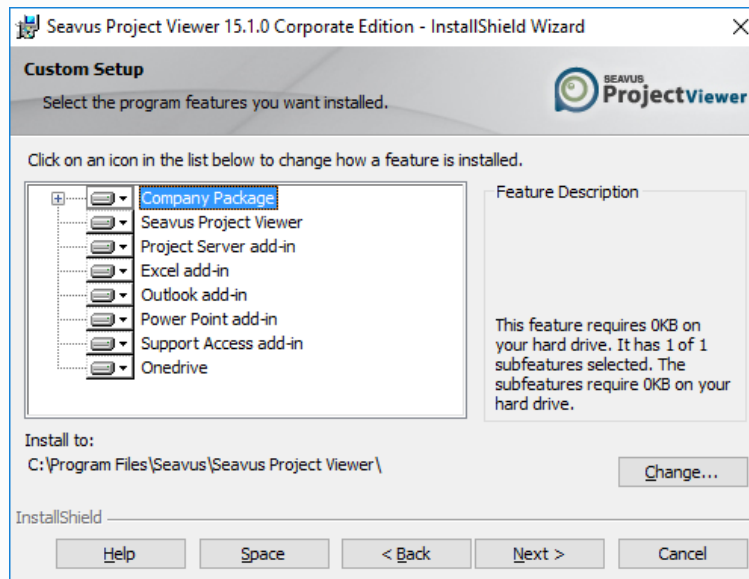 Seavus Project Viewer 15.1.0 Corporate Edition - InstallShield Wizard
Custom Setup
Select the program features you want installed.
SEAVUS
ProjectViewer
Click on an icon in the list below to change how a feature is installed.
Company Package
Seavus Project Viewer
Project Server add-in
Excel add-in
Outlook add-in
Power Point add-in
Support Access add-in
Onedrive
Feature Description
This feature requires 0KB on
your hard drive. It has 1 of 1
subfeatures selected. The
subfeatures require 0KB on your
hard drive.
Install to:
C:\Program Files\Seavus\Seavus Project Viewer\
Change...
InstallShield
Help
Space
< Back
Next >
Cancel